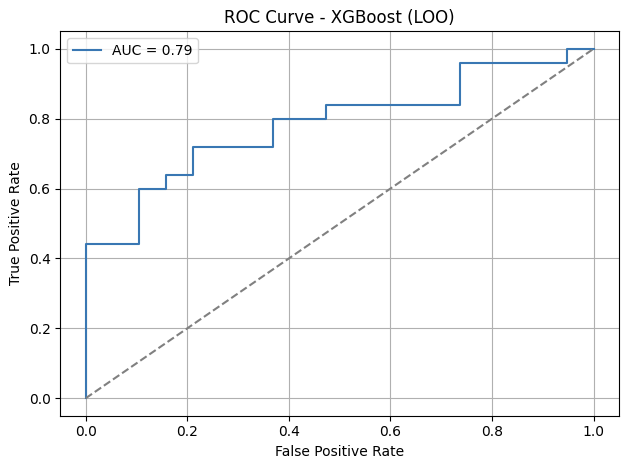 ROC Curve - XGBoost (LOO)
AUC = 0.79
1.0
0.8
0.6
0.4
0.2
0.0
True Positive Rate
0.0 0.2 0.4 0.6 0.8 1.0
False Positive Rate